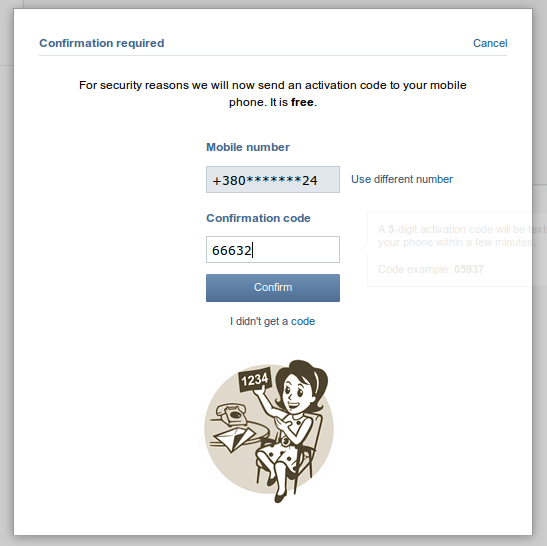 Confirmation required
Cancel
For security reasons we will now send an activation code to your mobile
phone. It is free.
Mobile number
+380*******24
Use different number
Confirmation code
66632
A 5-digit activation code will be text
your phone within a few minutes.
Code example: 05937
Confirm
I didn't get a code
1234